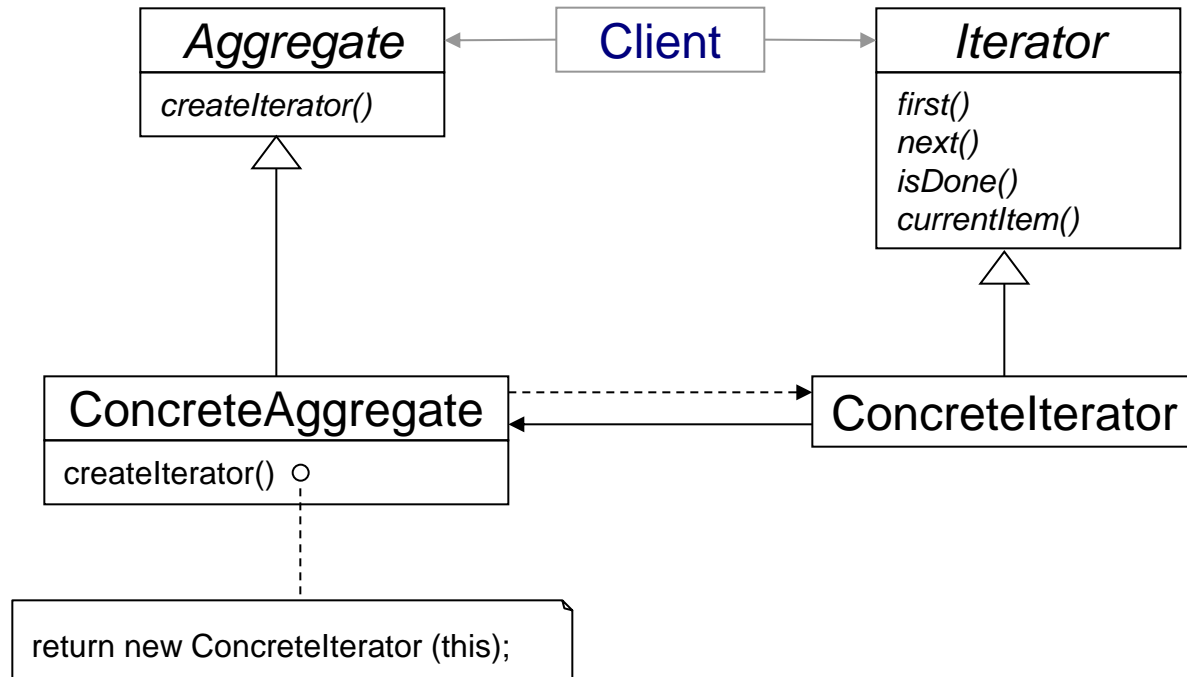 Aggregate
createIterator()
Client
Iterator
first()
next()
isDone()
currentItem()
ConcreteAggregate
createIterator()
ConcreteIterator
return new ConcreteIterator (this);